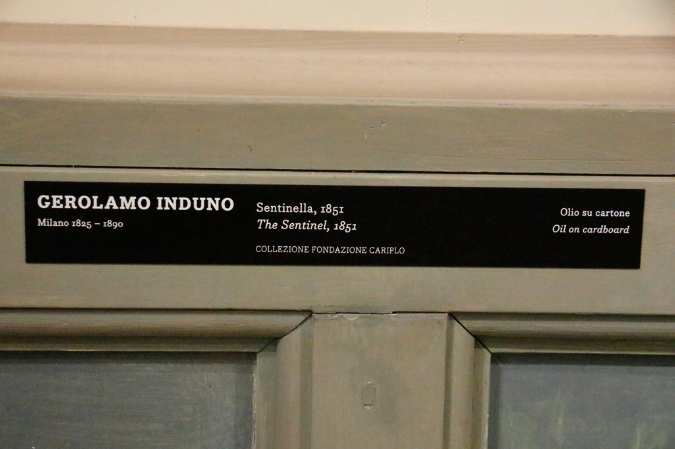 GEROLAMO INDUNO
Milano 1825 – 1890
Sentinella, 1851
The Sentinel, 1851
COLLEZIONE FONDAZIONE CARIPLO
Olio su cartone
Oil on cardboard